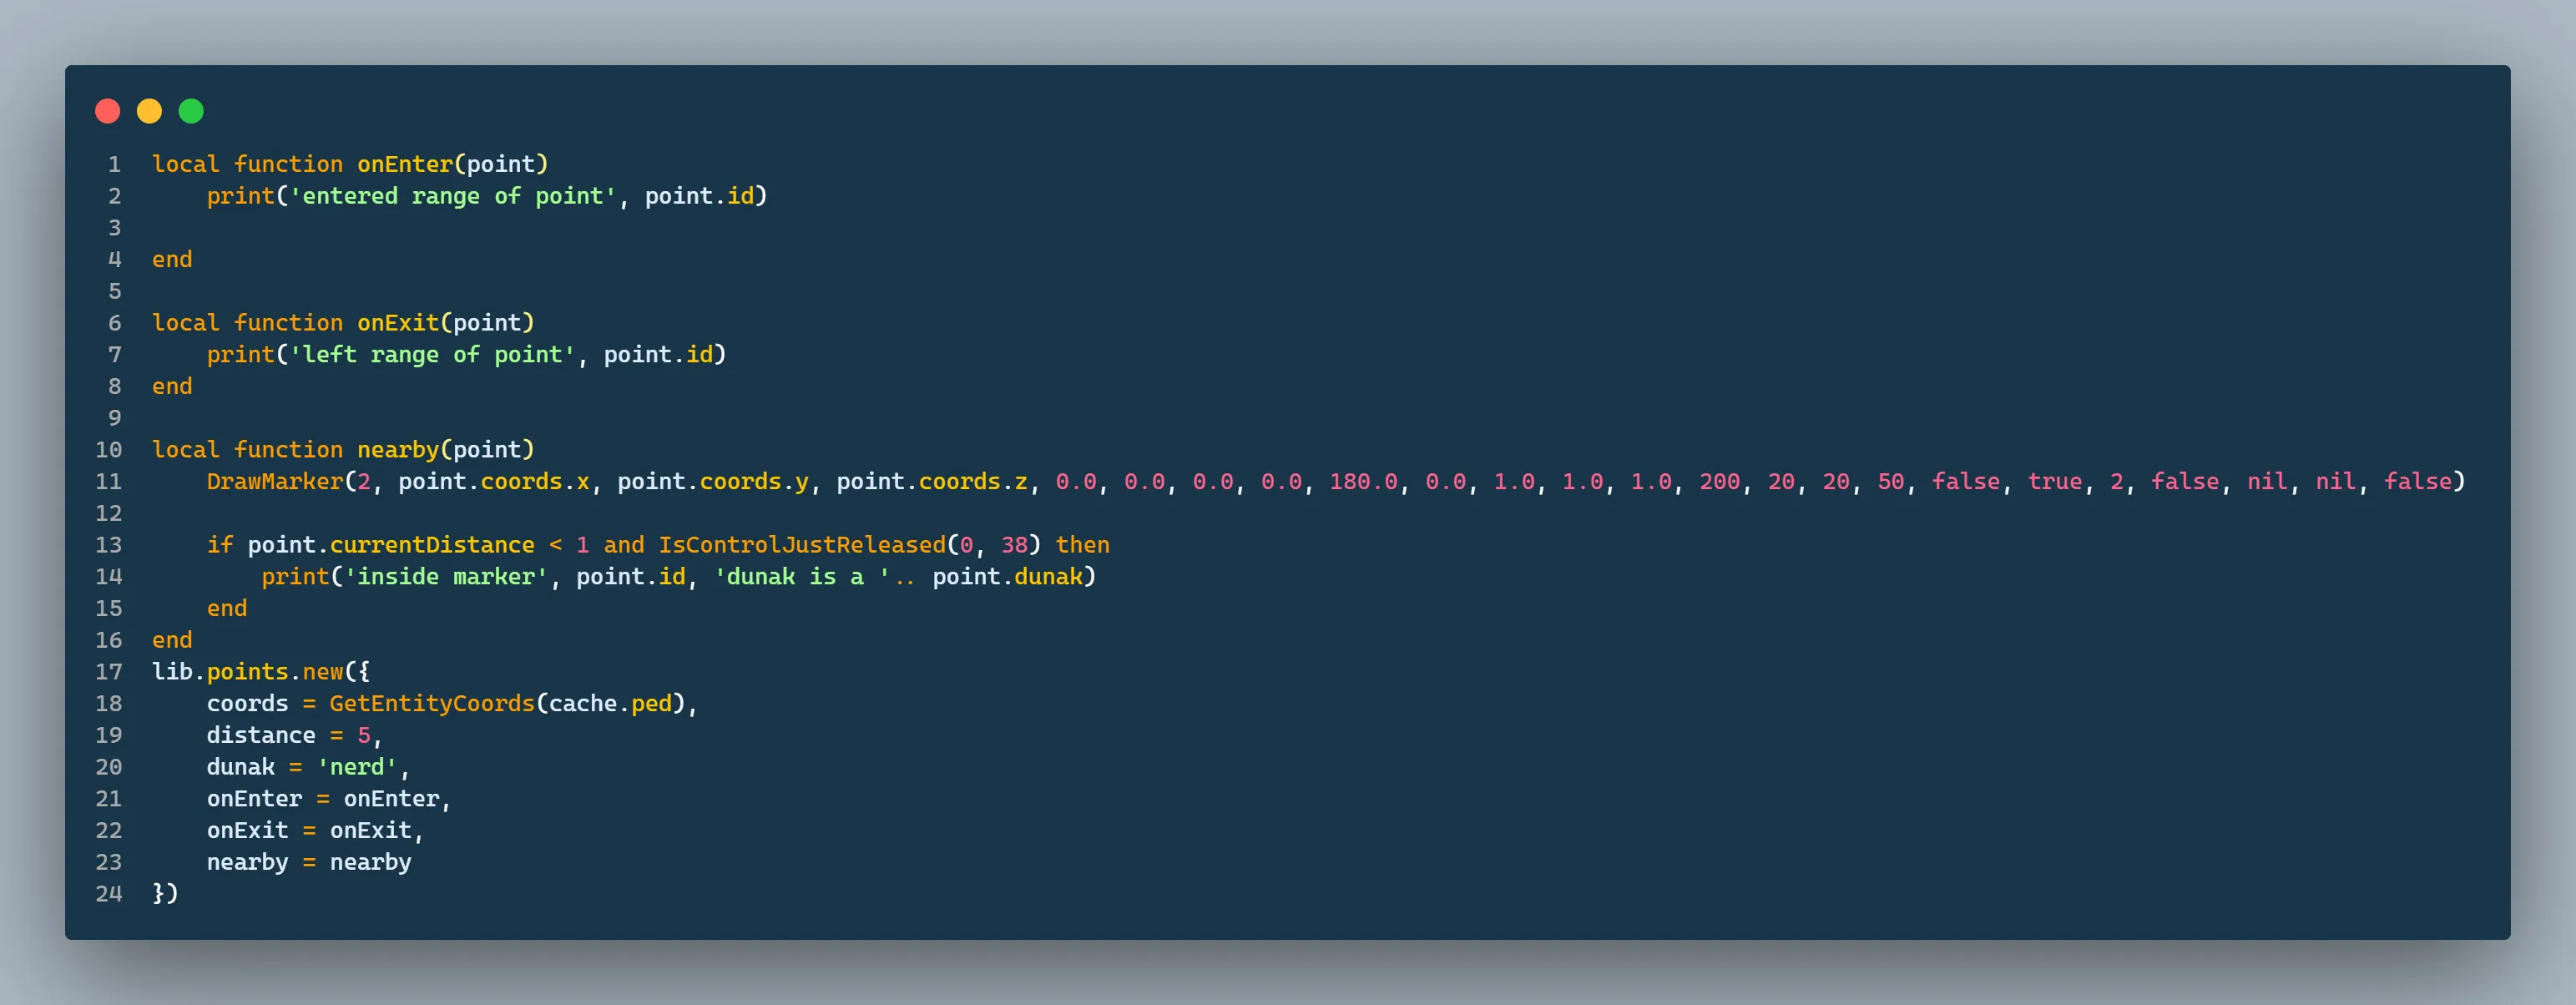 1 local function onEnter(point)
2     print('entered range of point', point.id)
3
4 end
5
6 local function onExit(point)
7     print('left range of point', point.id)
8 end
9
10 local function nearby(point)
11     DrawMarker(2, point.coords.x, point.coords.y, point.coords.z, 0.0, 0.0, 0.0, 0.0, 180.0, 0.0, 1.0, 1.0, 1.0, 200, 20, 20, 50, false, true, 2, false, nil, nil, false)
12
13     if point.currentDistance < 1 and IsControlJustReleased(0, 38) then
14         print('inside marker', point.id, 'dunak is a '.. point.dunak)
15     end
16 end
17 lib.points.new({
18     coords = GetEntityCoords(cache.ped),
19     distance = 5,
20     dunak = 'nerd',
21     onEnter = onEnter,
22     onExit = onExit,
23     nearby = nearby
24 })